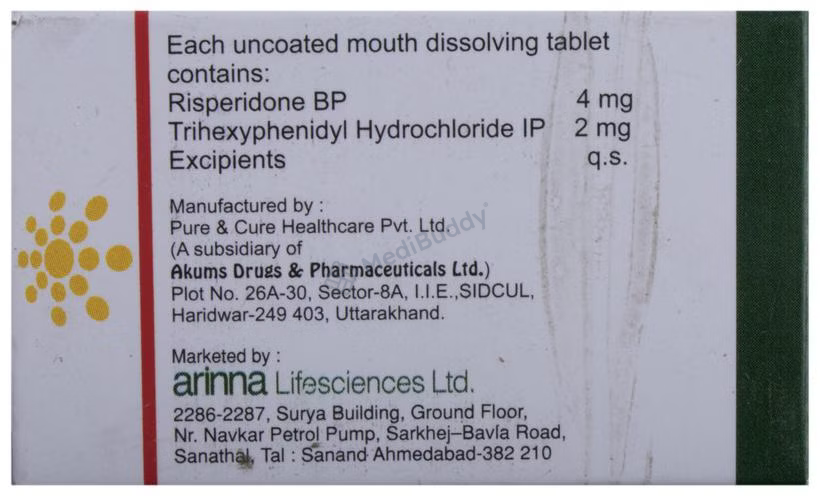 Each uncoated mouth dissolving tablet
contains:
Risperidone BP 4 mg
Trihexyphenidyl Hydrochloride IP 2 mg
Excipients q.s.
Manufactured by :
Pure & Cure Healthcare Pvt. Ltd.
(A subsidiary of
Akums Drugs & Pharmaceuticals Ltd.)
Plot No. 26A-30, Sector-8A, I.I.E.,SIDCUL,
Haridwar-249 403, Uttarakhand.
MediBuddy
Marketed by :
arinna Lifesciences Ltd.
2286-2287, Surya Building, Ground Floor,
Nr. Navkar Petrol Pump, Sarkhej–Bavla Road,
Sanathal, Tal : Sanand Ahmedabad-382 210